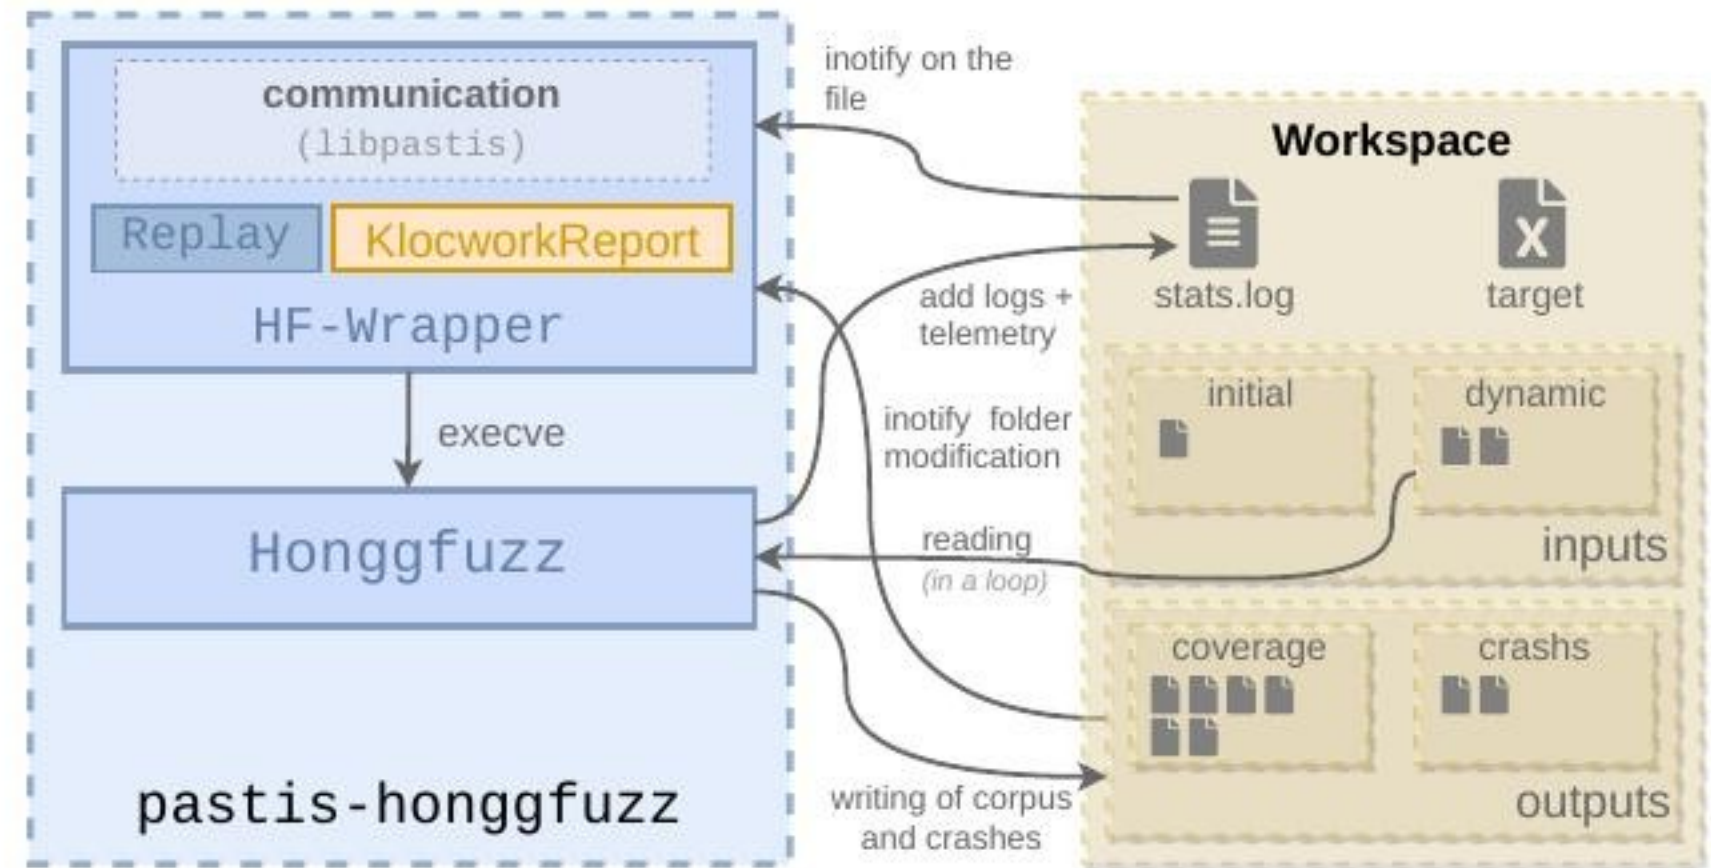 communication
(libpastis)
Replay
KlocworkReport
HF-Wrapper
execve
Honggfuzz
pastis-honggfuzz
inotify on the
file
add logs +
telemetry
inotify folder
modification
reading
(in a loop)
writing of corpus
and crashes
Workspace
stats.log
target
initial
dynamic
inputs
coverage
crashs
outputs